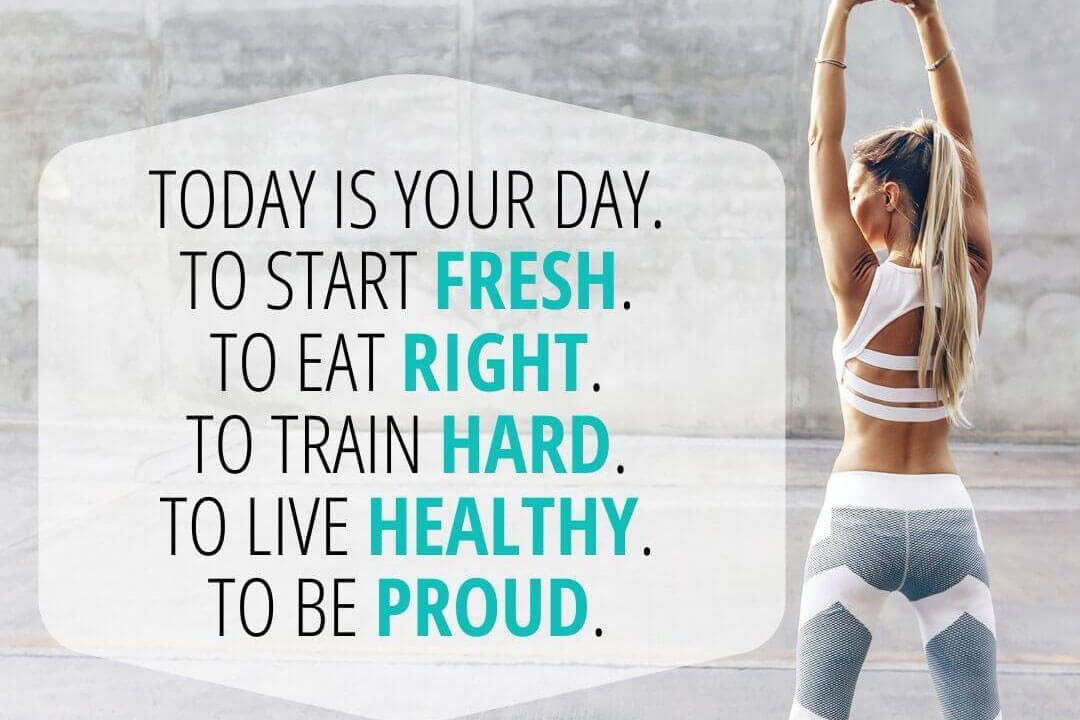 TODAY IS YOUR DAY.
TO START FRESH.
TO EAT RIGHT.
TO TRAIN HARD.
TO LIVE HEALTHY.
TO BE PROUD.